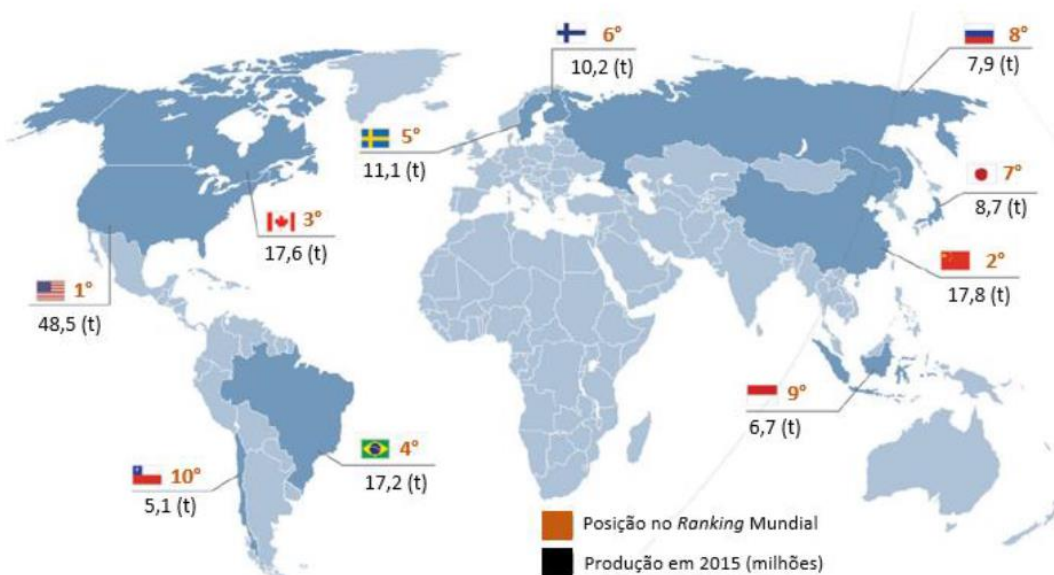 6°
10,2 (t)
8°
7,9 (t)
5°
11,1 (t)
7°
8,7 (t)
3°
17,6 (t)
2°
17,8 (t)
1°
48,5 (t)
9°
6,7 (t)
4°
17,2 (t)
10°
5,1 (t)
Posição no Ranking Mundial
Produção em 2015 (milhões)